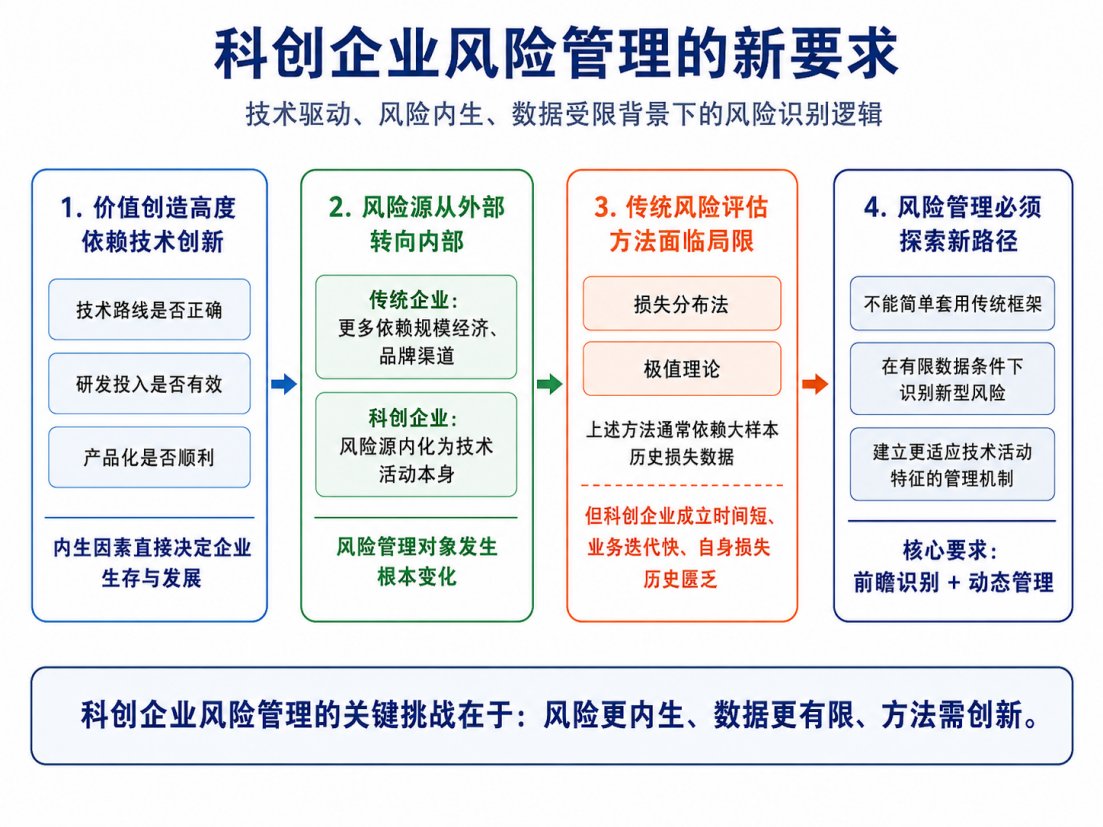 科创企业风险管理的新要求
技术驱动、风险内生、数据受限背景下的风险识别逻辑
1. 价值创造高度
依赖技术创新
技术路线是否正确
研发投入是否有效
产品化是否顺利
内生因素直接决定企业
生存与发展
2. 风险源从外部
转向内部
传统企业：
更多依赖规模经济、
品牌渠道
科创企业：
风险源内化为技术
活动本身
风险管理对象发生
根本变化
3. 传统风险评估
方法面临局限
损失分布法
极值理论
上述方法通常依赖大样本
历史损失数据
但科创企业成立时间短、
业务迭代快、自身损失
历史匮乏
4. 风险管理必须
探索新路径
不能简单套用传统框架
在有限数据条件下
识别新型风险
建立更适应技术活动
特征的管理机制
核心要求：
前瞻识别 + 动态管理
科创企业风险管理的关键挑战在于：风险更内生、数据更有限、方法需创新。